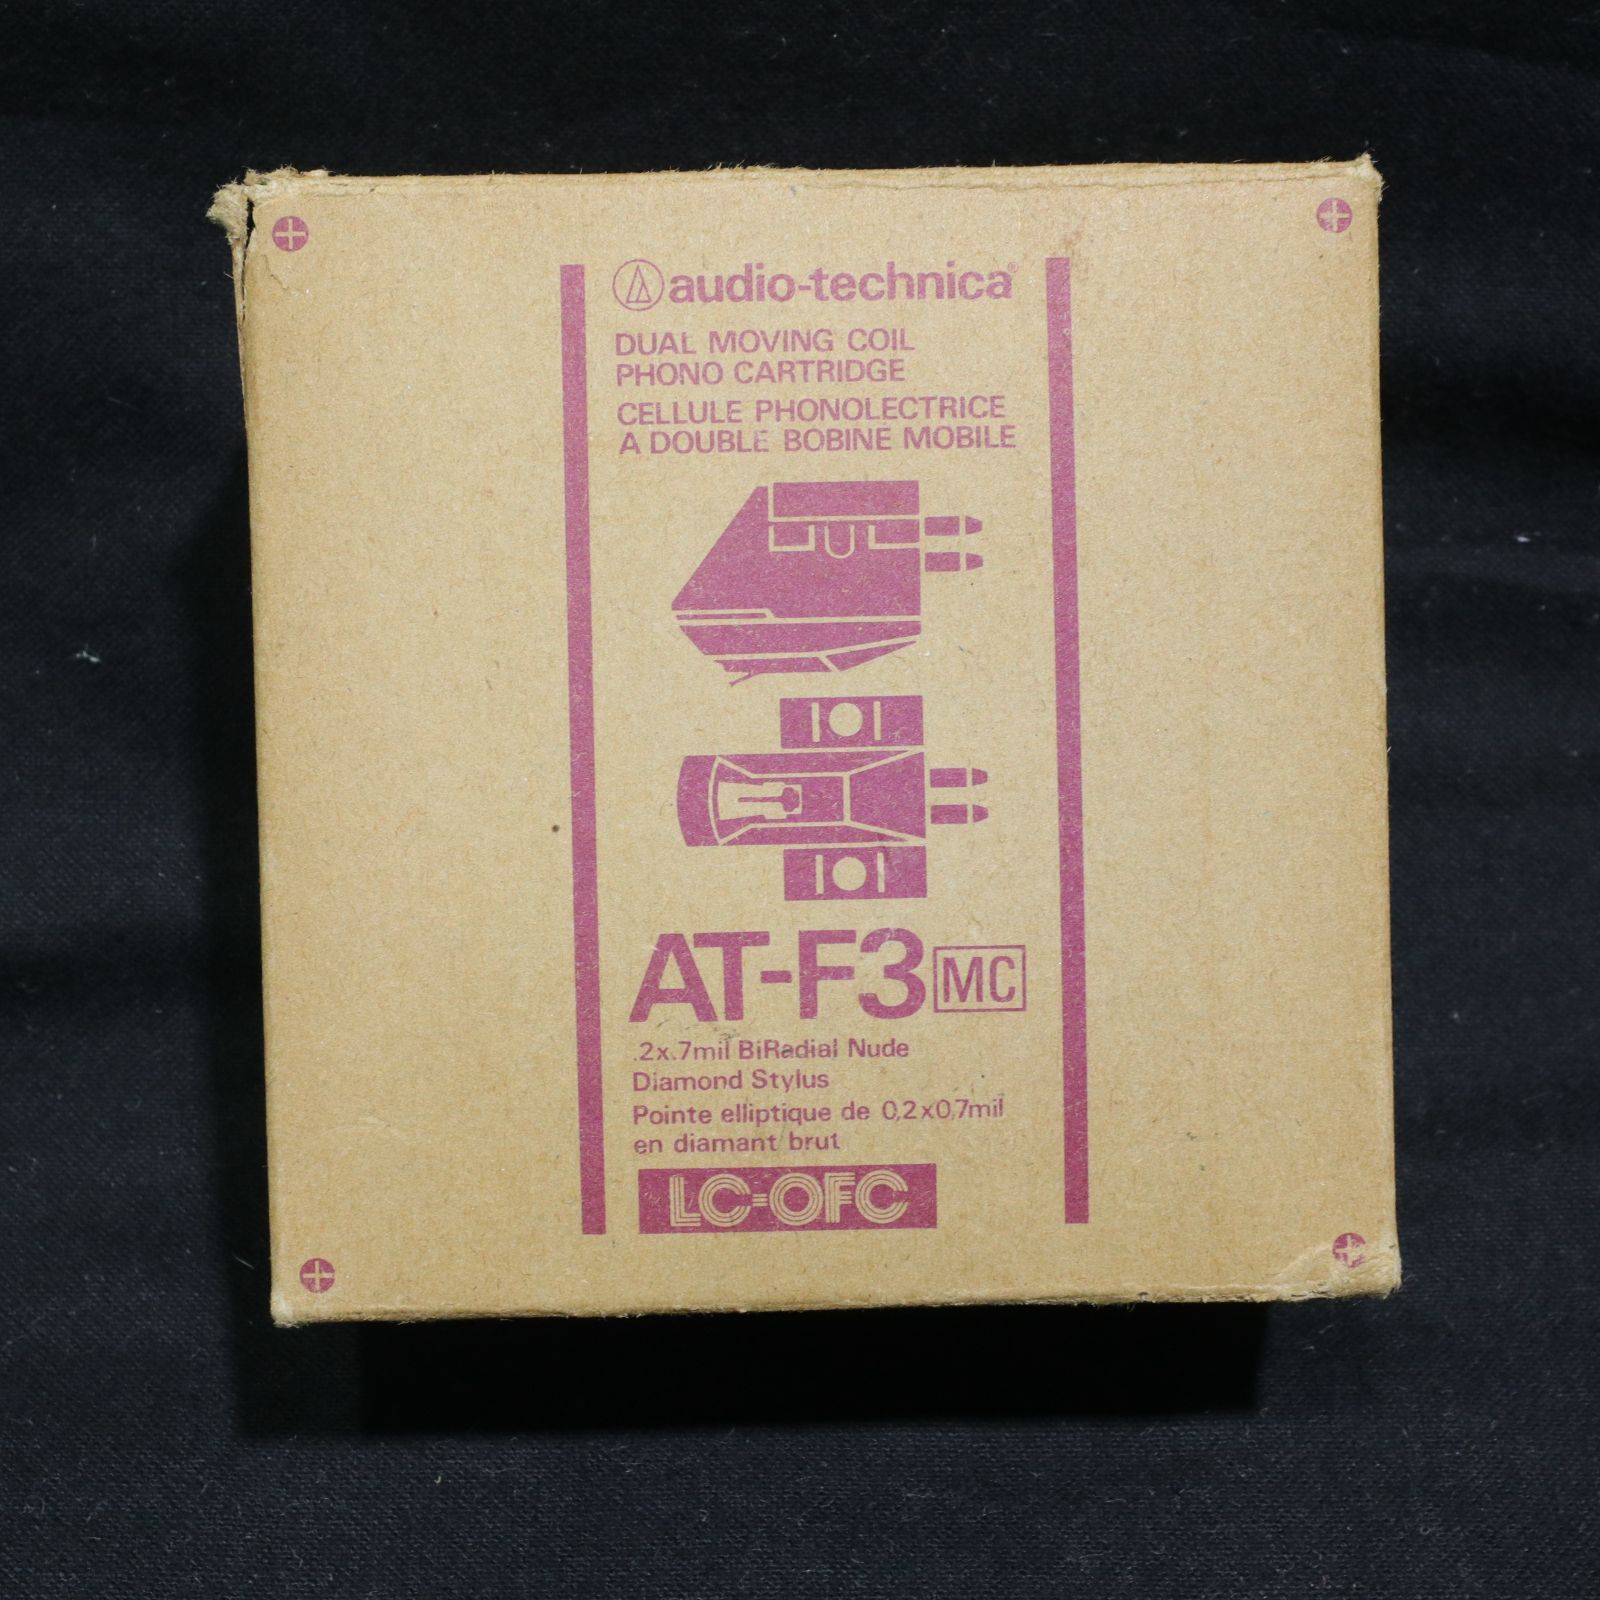 audio-technica®
DUAL MOVING COIL
PHONO CARTRIDGE
CELLULE PHONOLECTRICE
A DOUBLE BOBINE MOBILE
AT-F3 MC
.2x.7mil BiRadial Nude
Diamond Stylus
Pointe elliptique de 0,2x0,7mil
en diamant brut
LC-OFC